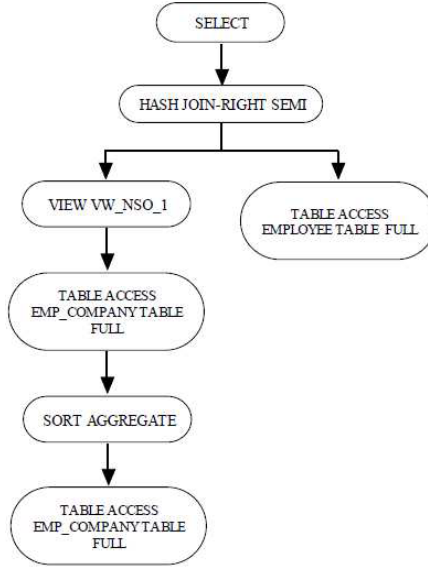 SELECT
HASH JOIN-RIGHT SEMI
VIEW VW_NSO_1
TABLE ACCESS
EMPLOYEE TABLE FULL
TABLE ACCESS
EMP_COMPANY TABLE
FULL
SORT AGGREGATE
TABLE ACCESS
EMP_COMPANY TABLE
FULL